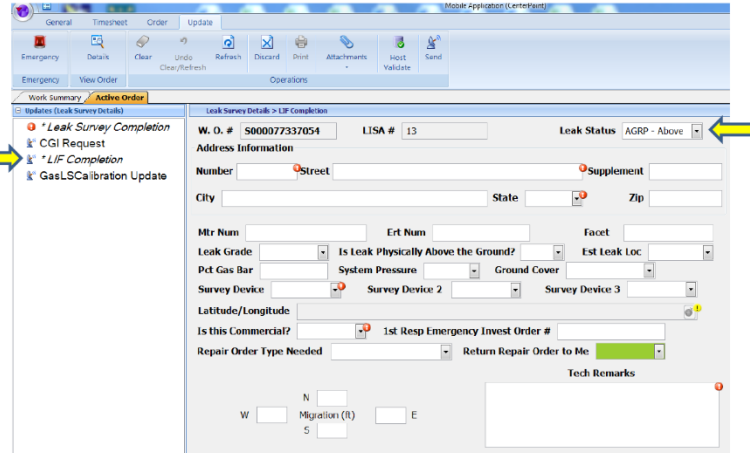 Mobile Application (CenterPoint)
General Timesheet Order Update
Emergency Details Clear Undo Clear/Refresh Refresh Discard Print Attachments Host Validate Send
Emergency View Order Operations
Work Summary Active Order
Updates (Leak Survey Details) Leak Survey Details > LIF Completion
* Leak Survey Completion
CGI Request
* LIF Completion
GasLSCalibration Update
W. O. # S000077337054 LISA # 13 Leak Status AGRP - Above
Address Information
Number Street Supplement
City State Zip
Mtr Num Ert Num Facet
Leak Grade Is Leak Physically Above the Ground? Est Leak Loc
Pct Gas Bar System Pressure Ground Cover
Survey Device Survey Device 2 Survey Device 3
Latitude/Longitude
Is this Commercial? 1st Resp Emergency Invest Order #
Repair Order Type Needed Return Repair Order to Me
Tech Remarks
N
W Migration (ft) E
S